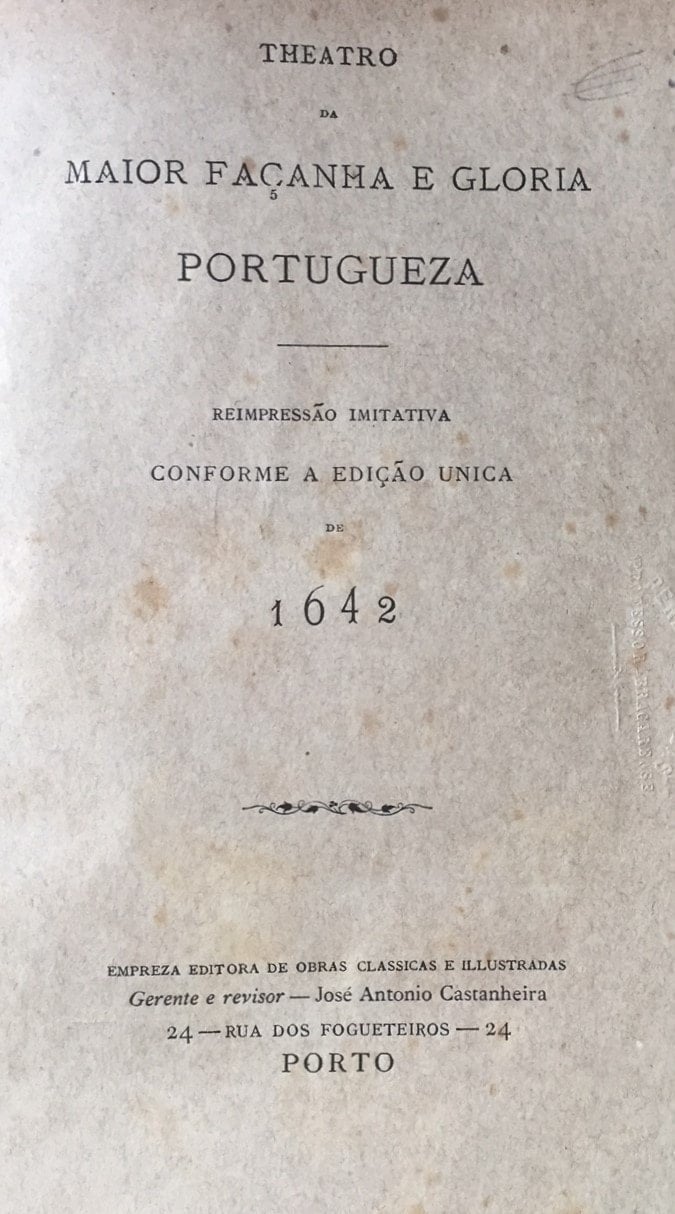 THEATRO
DA
MAIOR FAÇANHA E GLORIA
PORTUGUEZA
REIMPRESSÃO IMITATIVA
CONFORME A EDIÇÃO UNICA
DE
1642
EMPREZA EDITORA DE OBRAS CLASSICAS E ILLUSTRADAS
Gerente e revisor — José Antonio Castanheira
24 — RUA DOS FOGUETEIROS — 24
PORTO